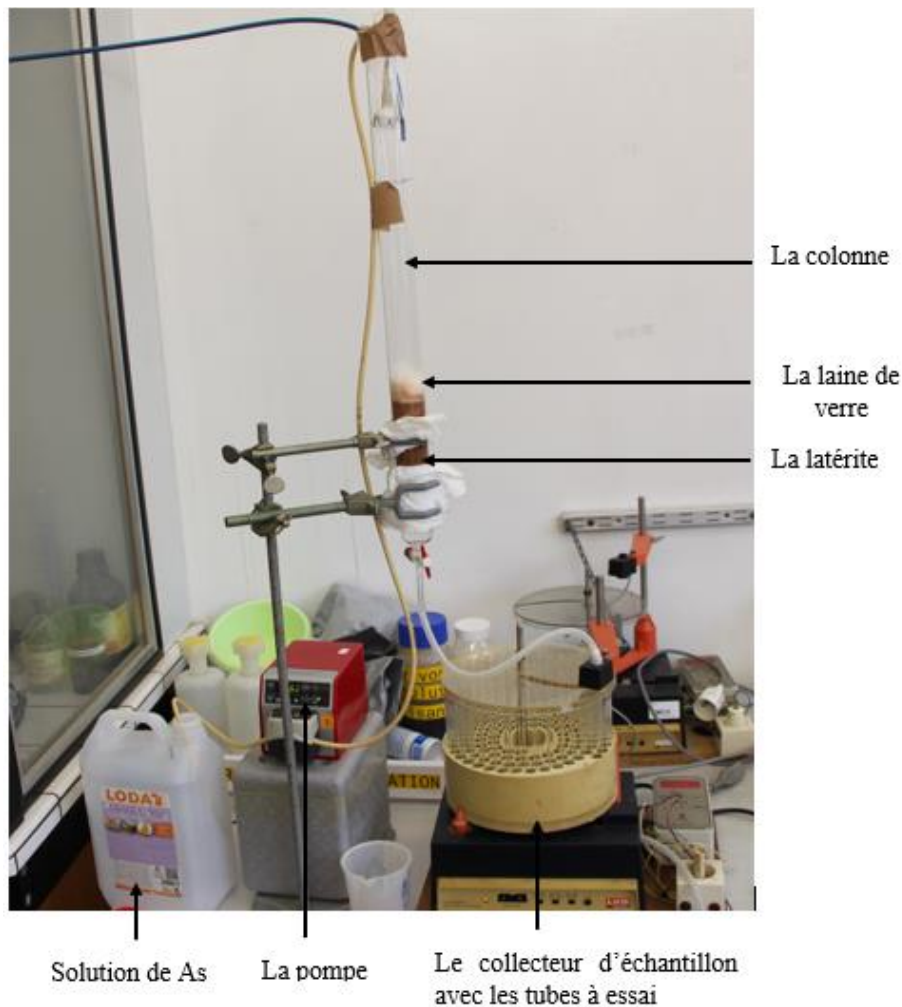 La colonne
La laine de
verre
La latérite
LODA
ATION
Solution de As
La pompe
Le collecteur d'échantillon
avec les tubes à essai